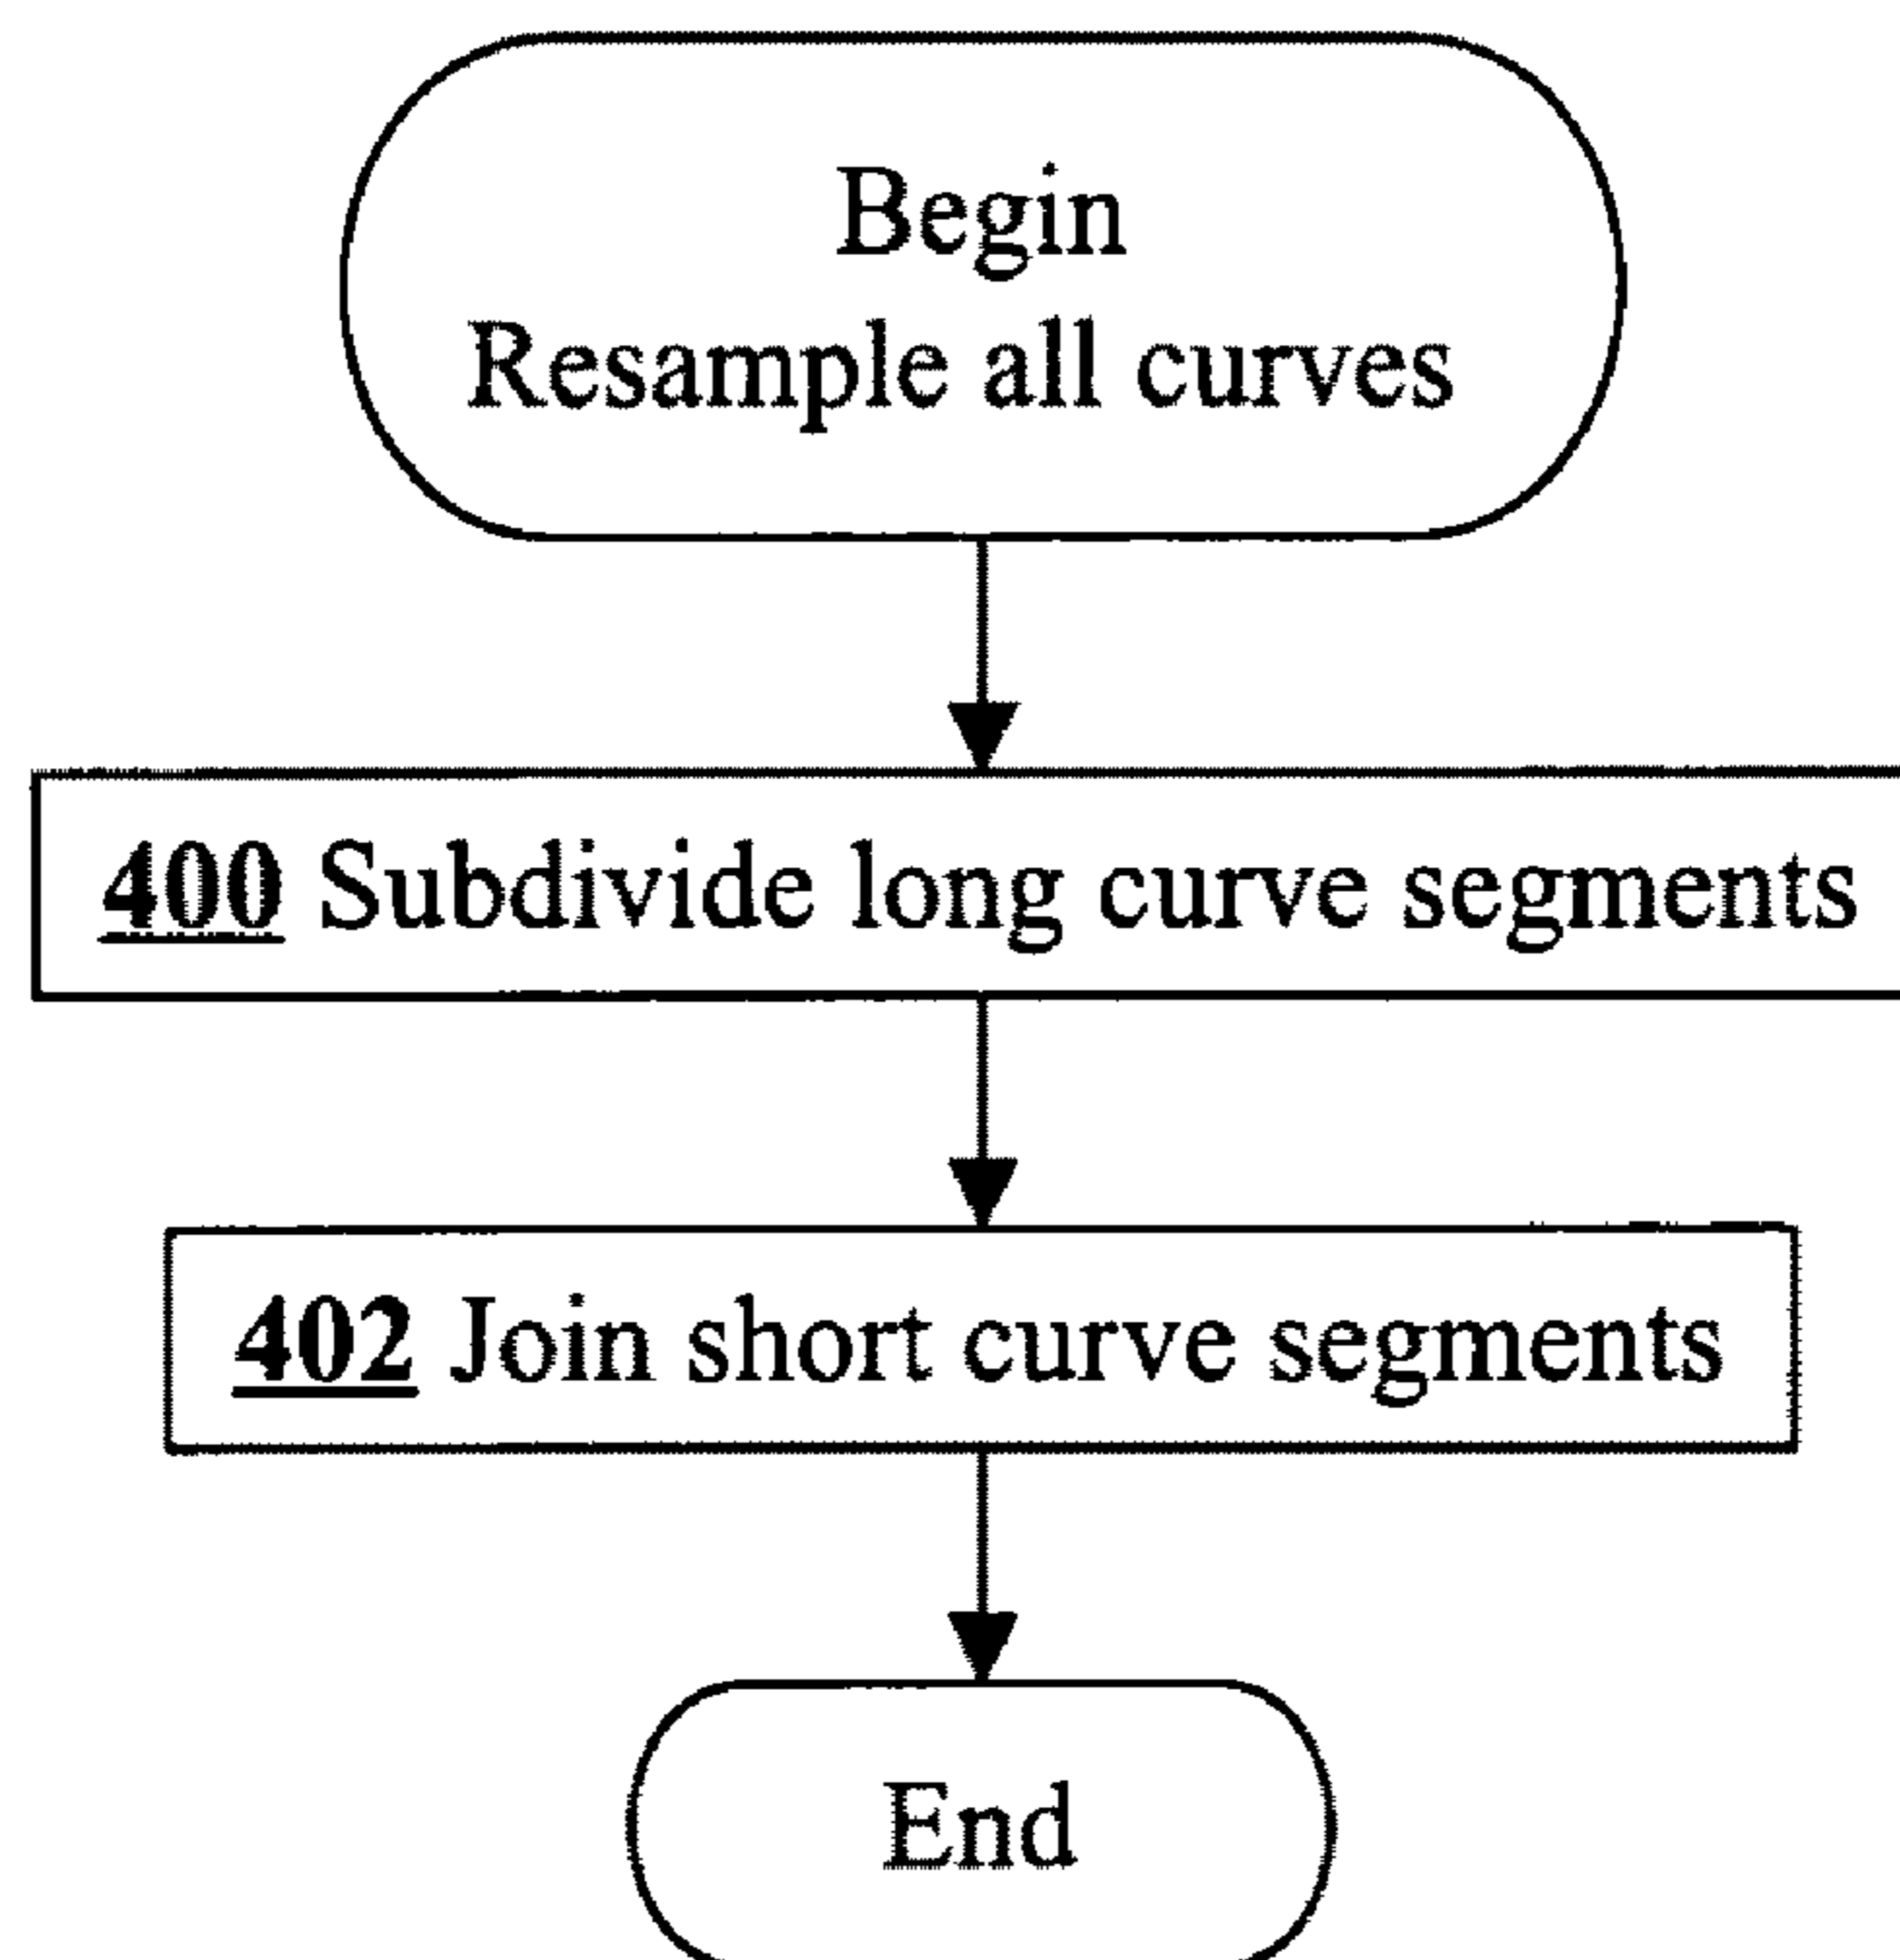 Begin
Resample all curves
400 Subdivide long curve segments
402 Join short curve segments
End